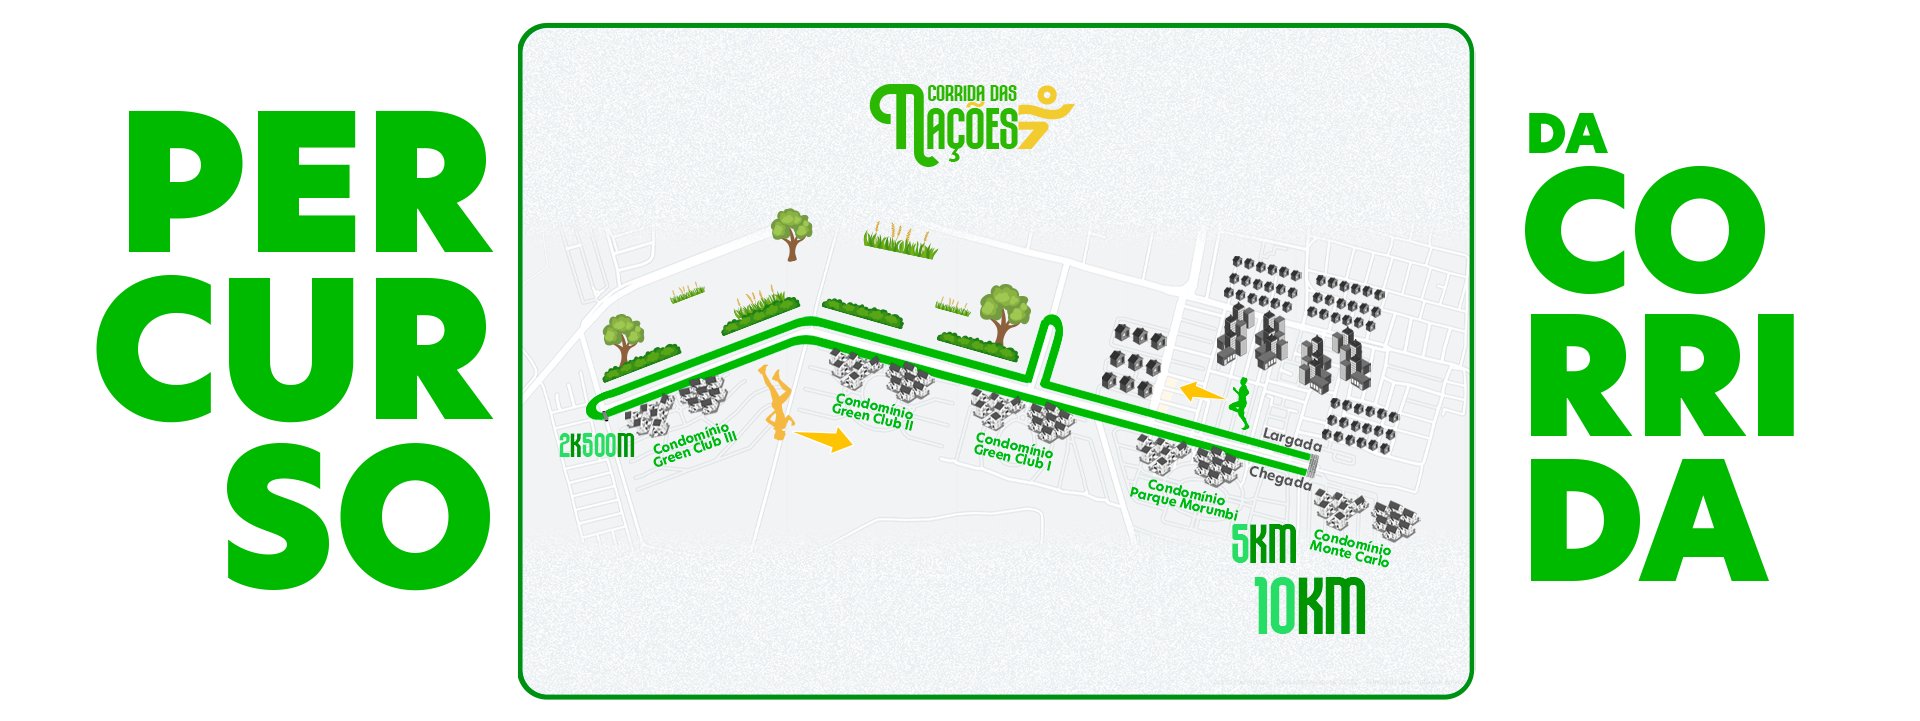 PER
CUR
SO
CORRIDA DAS
NAÇÕES
2K500M
Condomínio
Green Club III
Condomínio
Green Club II
Condomínio
Green Club I
Largada
Chegada
Condomínio
Parque Morumbi
Condomínio
Monte Carlo
5KM
10KM
DA
CO
RRI
DA